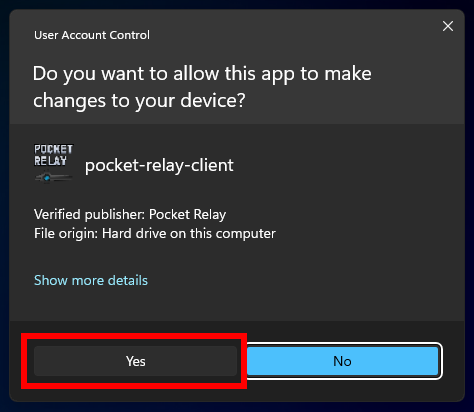 User Account Control
Do you want to allow this app to make
changes to your device?
POCKET
RELAY
pocket-relay-client
Verified publisher: Pocket Relay
File origin: Hard drive on this computer
Show more details
Yes
No